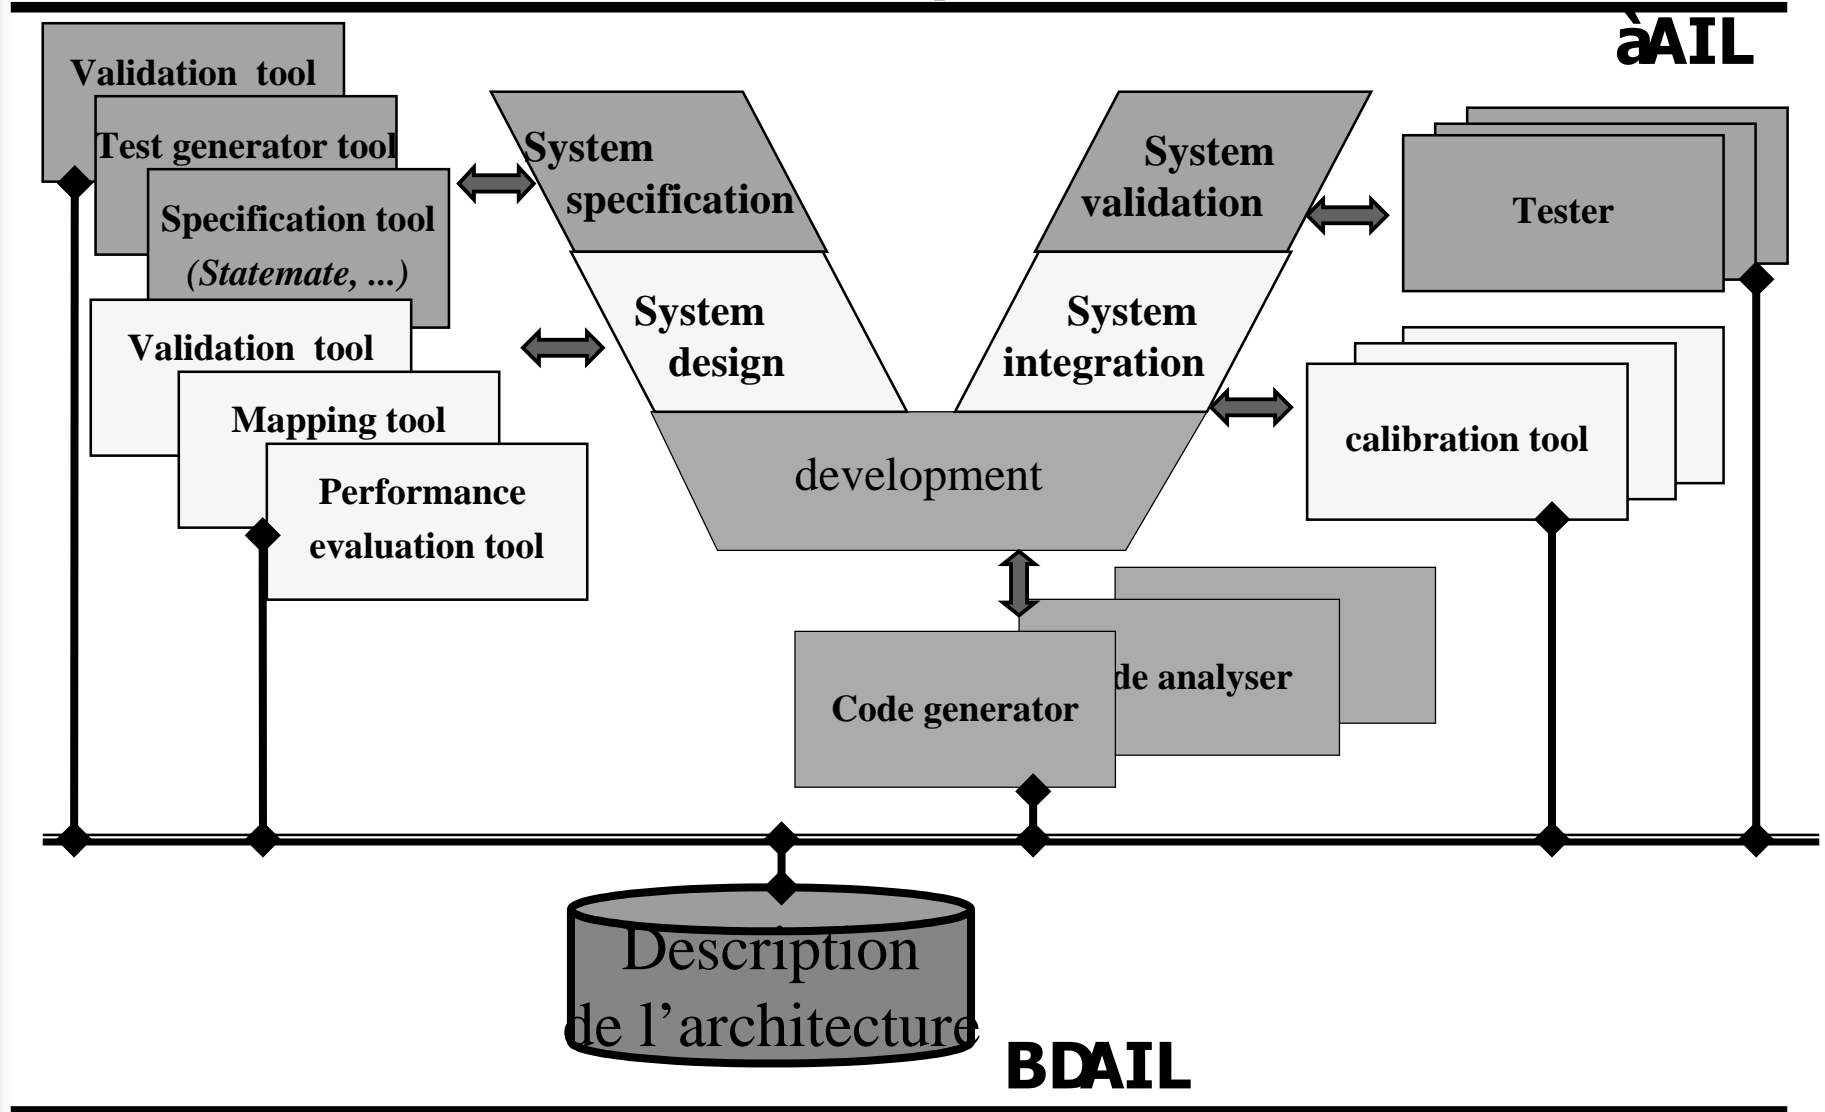 àAIL
Validation tool
Test generator tool
Specification tool
(Statemate, ...)
System
specification
System
validation
Tester
Validation tool
Mapping tool
Performance
evaluation tool
System
design
System
integration
calibration tool
development
de analyser
Code generator
Description
de l’architecture
BDAIL